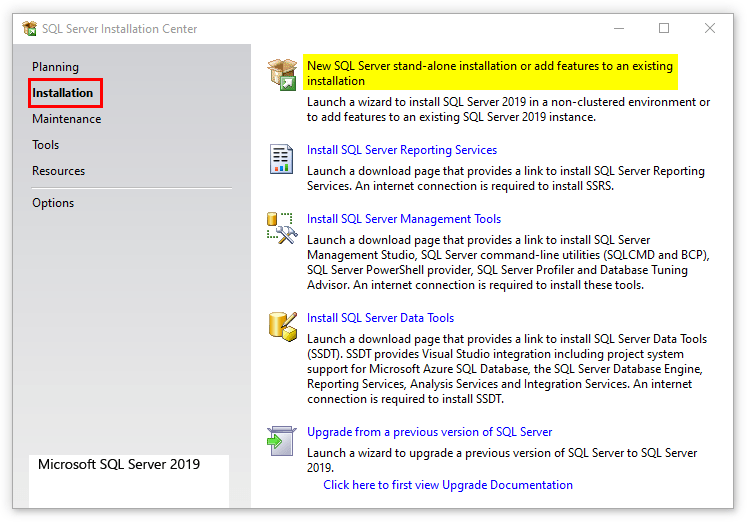 SQL Server Installation Center
Planning
Installation
Maintenance
Tools
Resources
Options
Microsoft SQL Server 2019
New SQL Server stand-alone installation or add features to an existing
installation
Launch a wizard to install SQL Server 2019 in a non-clustered environment or
to add features to an existing SQL Server 2019 instance.
Install SQL Server Reporting Services
Launch a download page that provides a link to install SQL Server Reporting
Services. An internet connection is required to install SSRS.
Install SQL Server Management Tools
Launch a download page that provides a link to install SQL Server
Management Studio, SQL Server command-line utilities (SQLCMD and BCP),
SQL Server PowerShell provider, SQL Server Profiler and Database Tuning
Advisor. An internet connection is required to install these tools.
Install SQL Server Data Tools
Launch a download page that provides a link to install SQL Server Data Tools
(SSDT). SSDT provides Visual Studio integration including project system
support for Microsoft Azure SQL Database, the SQL Server Database Engine,
Reporting Services, Analysis Services and Integration Services. An internet
connection is required to install SSDT.
Upgrade from a previous version of SQL Server
Launch a wizard to upgrade a previous version of SQL Server to SQL Server
2019.
Click here to first view Upgrade Documentation